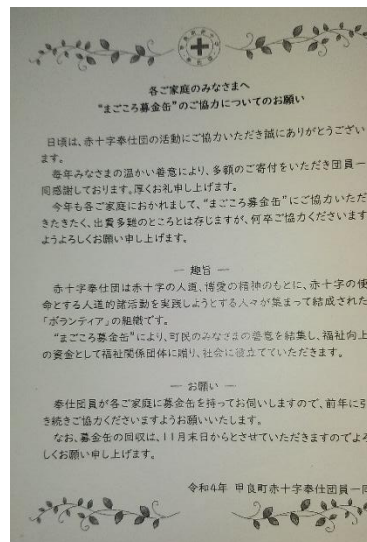 各ご家庭のみなさまへ
“まごころ募金缶”のご協力についてのお願い
日頃は、赤十字奉仕団の活動にご協力いただき誠にありがとうござい
ます。
毎年みなさまの温かい善意により、多額のご寄付をいただき団員一
同感謝しております。厚くお礼申し上げます。
今年も各ご家庭におかれまして、“まごころ募金缶”にご協力いただ
きたきたく、出費多難のところとは存じますが、何卒ご協力くださいます
ようよろしくお願い申し上げます。
― 趣旨 ―
赤十字奉仕団は赤十字の人道、博愛の精神のもとに、赤十字の使
命とする人道的諸活動を実践しようとする人々が集まって結成された
「ボランティア」の組織です。
“まごころ募金缶”により、町民のみなさまの善意を結集し、福祉向上
の資金として福祉関係団体に贈り、社会に役立てていただきます。
― お願い ―
奉仕団員が各ご家庭に募金缶を持ってお伺いしますので、前年に引
き続きご協力くださいますようお願いいたします。
なお、募金缶の回収は、11月末日からとさせていただきますのでよろ
しくお願い申し上げます。
令和4年 甲良町赤十字奉仕団員一同